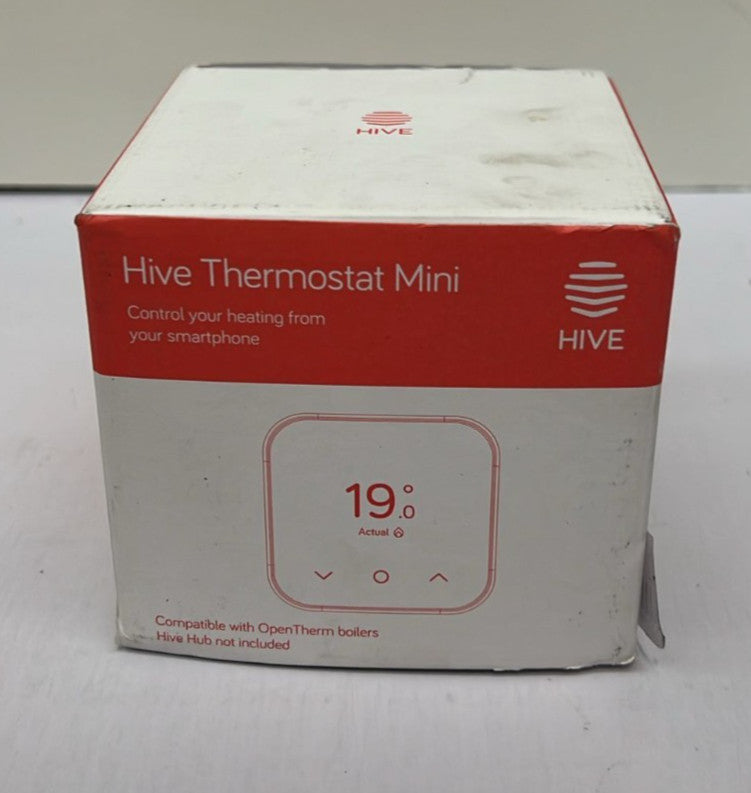 HIVE
Hive Thermostat Mini
Control your heating from
your smartphone
HIVE
19.0°
Actual
Compatible with OpenTherm boilers
Hive Hub not included